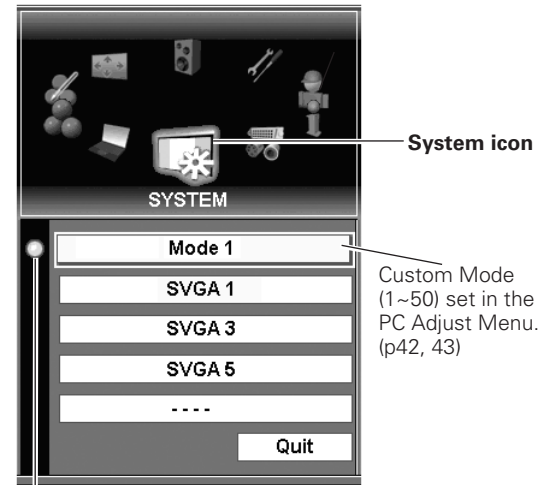 System icon
SYSTEM
Mode 1
Custom Mode
(1~50) set in the
PC Adjust Menu.
(p42, 43)
SVGA 1
SVGA 3
SVGA 5
- - - -
Quit